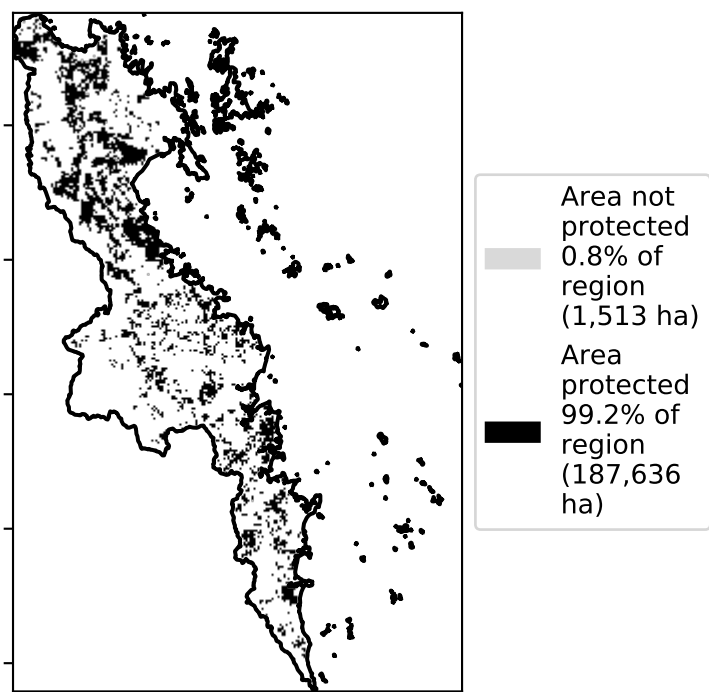 Area not
protected
0.8% of
region
(1,513 ha)
Area
protected
99.2% of
region
(187,636
ha)